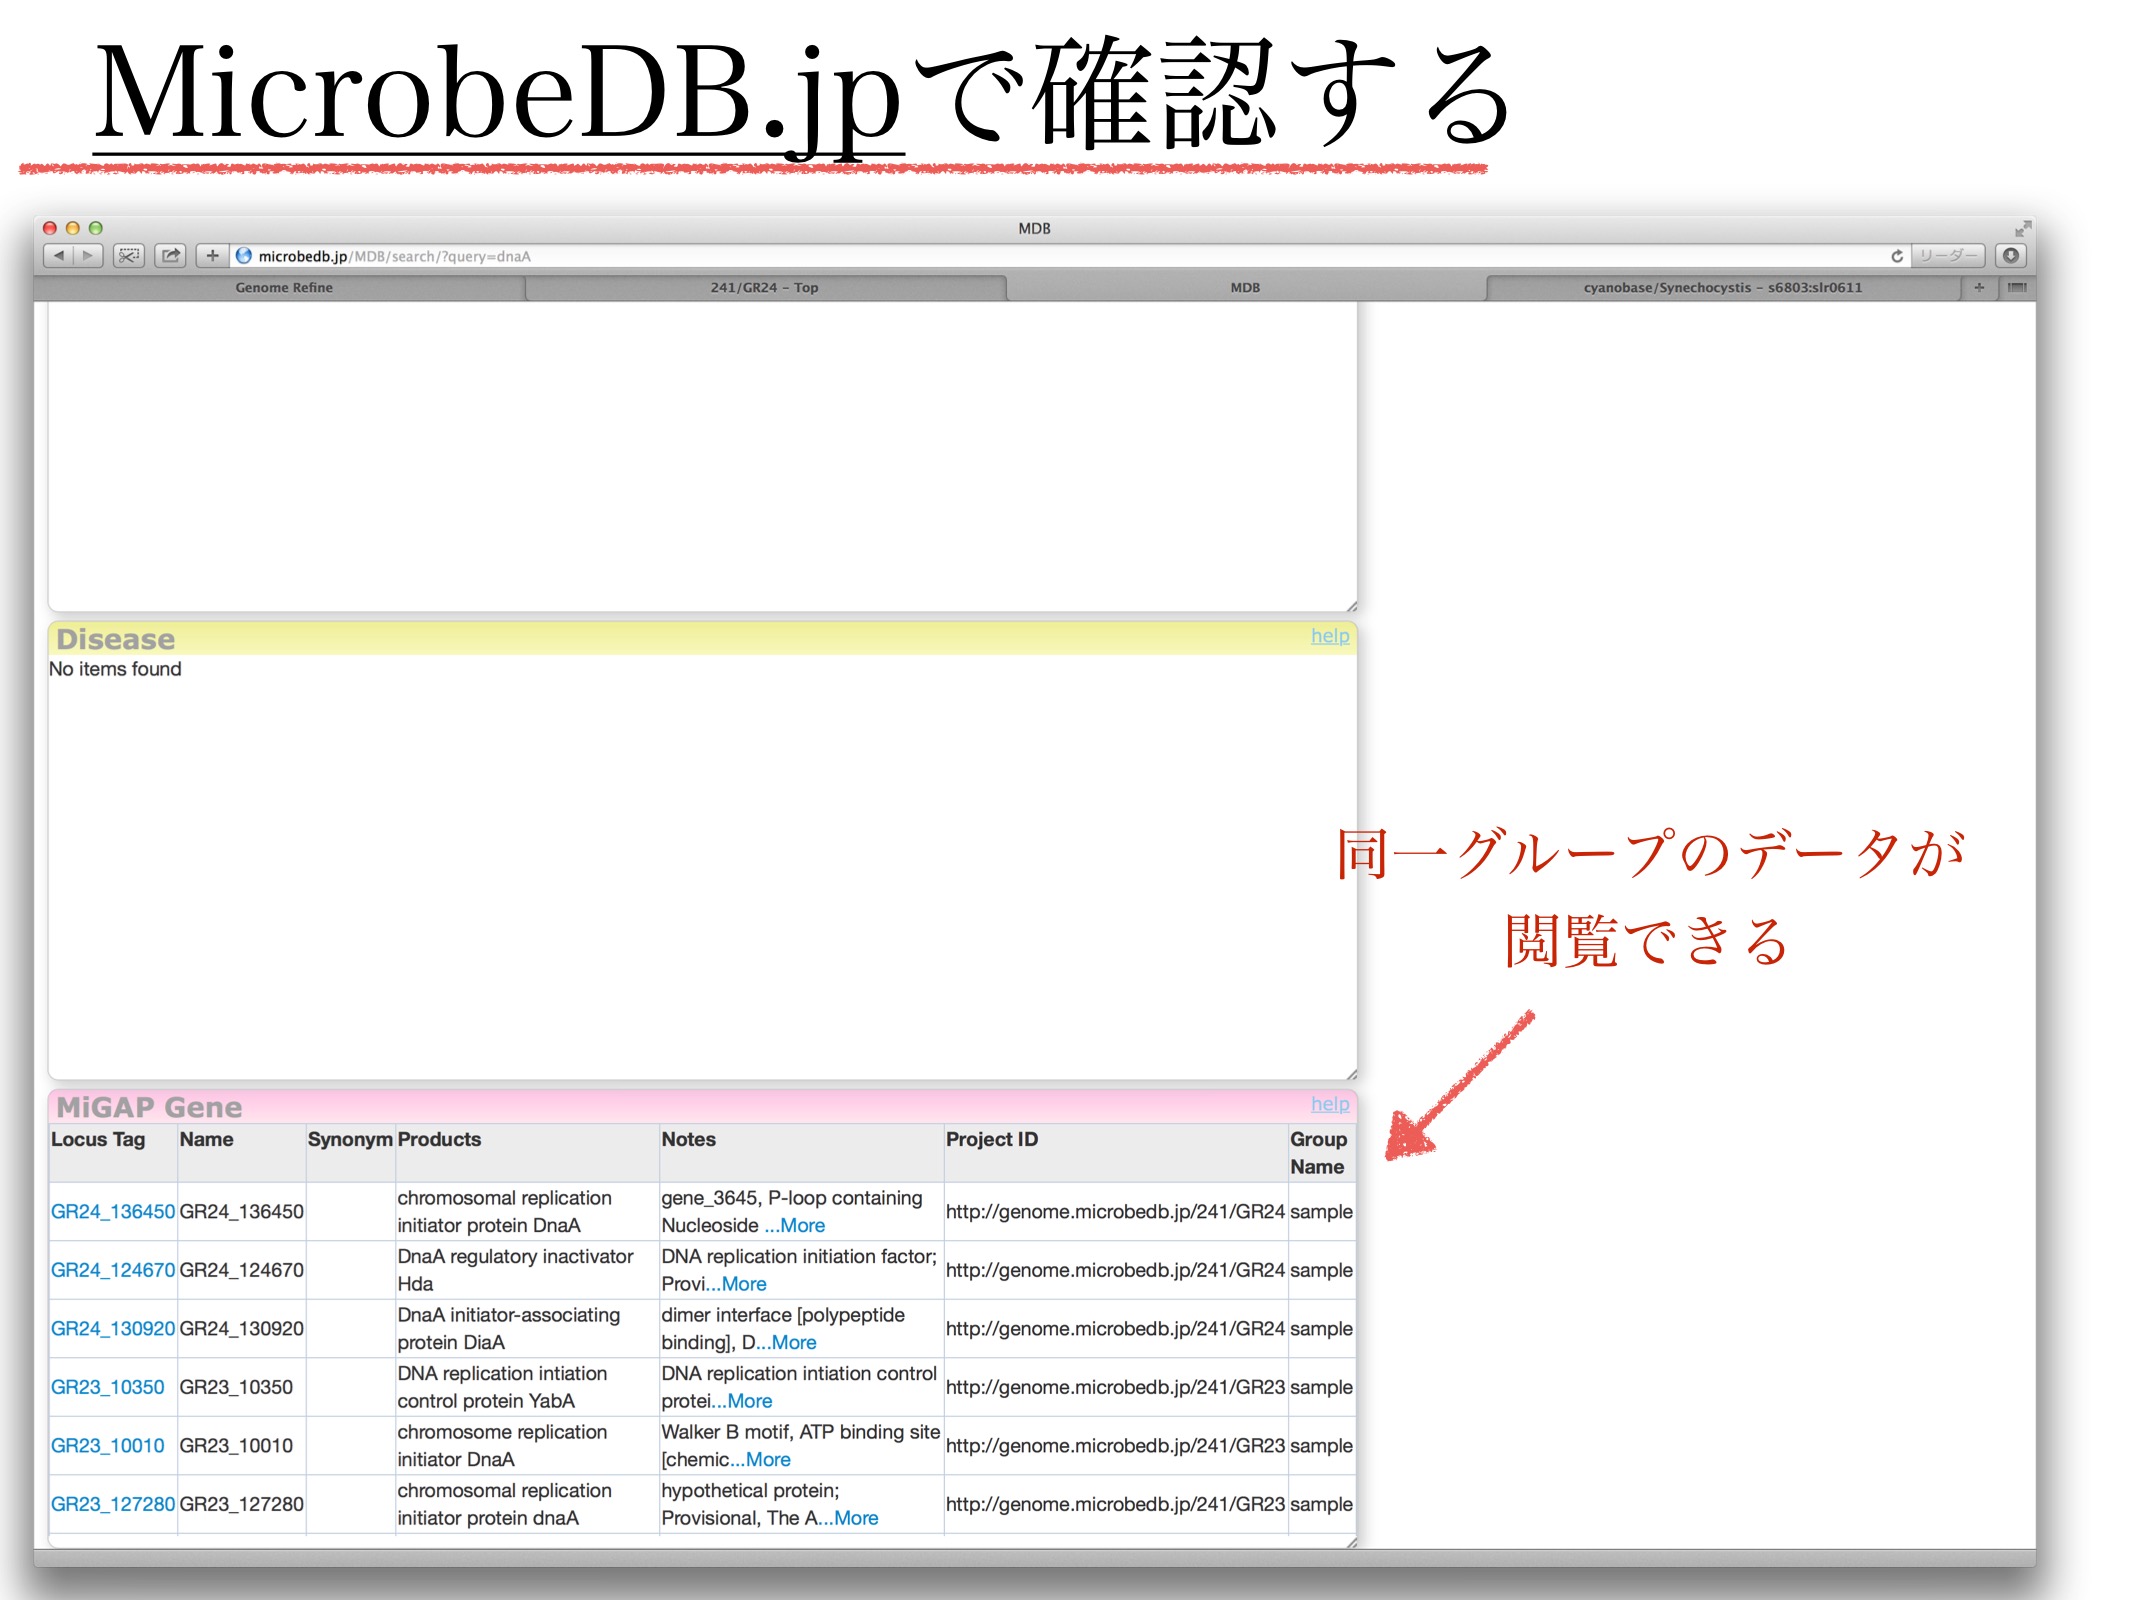 MicrobeDB.jpで確認する
MDB
microbedb.jp/MDB/search/?query=dnaA
リーダー
Genome Refine
241/GR24 – Top
MDB
cyanobase/Synechocystis – s6803:slr0611
Disease
help
No items found
同一グループのデータが
閲覧できる
MiGAP Gene
help
Locus Tag Name Synonym Products Notes Project ID Group
Name
chromosomal replication gene_3645, P-loop containing
GR24_136450 GR24_136450 http://genome.microbedb.jp/241/GR24 sample
initiator protein DnaA Nucleoside ...More
DnaA regulatory inactivator DNA replication initiation factor;
GR24_124670 GR24_124670 http://genome.microbedb.jp/241/GR24 sample
Hda Provi...More
DnaA initiator-associating dimer interface [polypeptide
GR24_130920 GR24_130920 http://genome.microbedb.jp/241/GR24 sample
protein DiaA binding], D...More
DNA replication intiation DNA replication intiation control
GR23_10350 GR23_10350 http://genome.microbedb.jp/241/GR23 sample
control protein YabA protei...More
chromosome replication Walker B motif, ATP binding site
GR23_10010 GR23_10010 http://genome.microbedb.jp/241/GR23 sample
initiator DnaA [chemic...More
chromosomal replication hypothetical protein;
GR23_127280 GR23_127280 http://genome.microbedb.jp/241/GR23 sample
initiator protein dnaA Provisional, The A...More